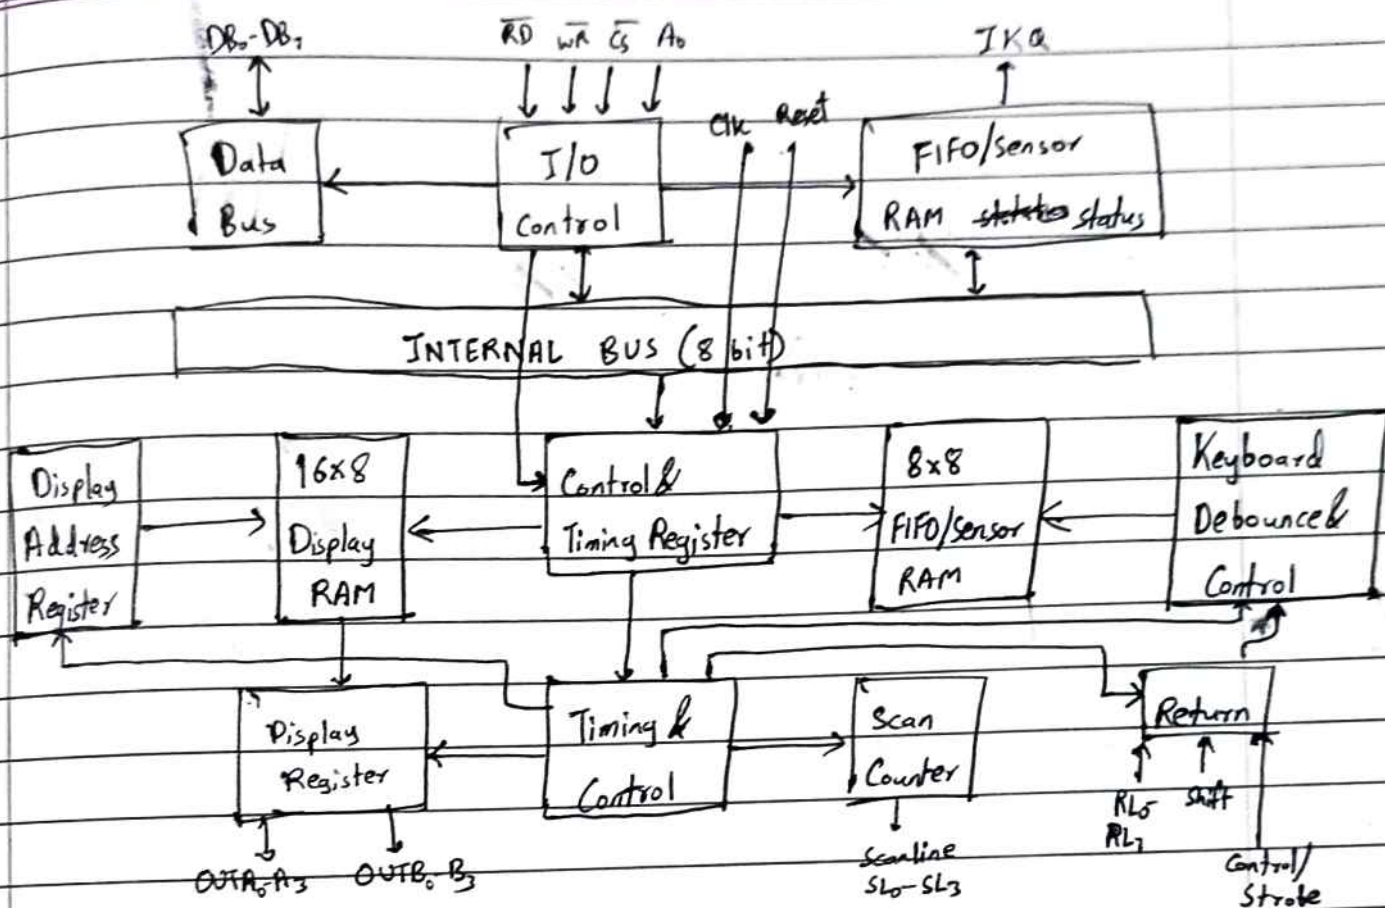 DB₀-DB₇
RD WR CS A₀
IKQ
Clk Reset
Data
Bus
I/O
Control
FIFO/sensor
RAM status
INTERNAL BUS (8 bit)
Display
Address
Register
16x8
Display
RAM
Control &
Timing Register
8x8
FIFO/sensor
RAM
Keyboard
Debounce &
Control
Display
Register
Timing &
Control
Scan
Counter
Return
OUTA₀-A₃
OUTB₀-B₃
Scanline
SL₀-SL₃
RL₇
Shift
Control/
Strobe